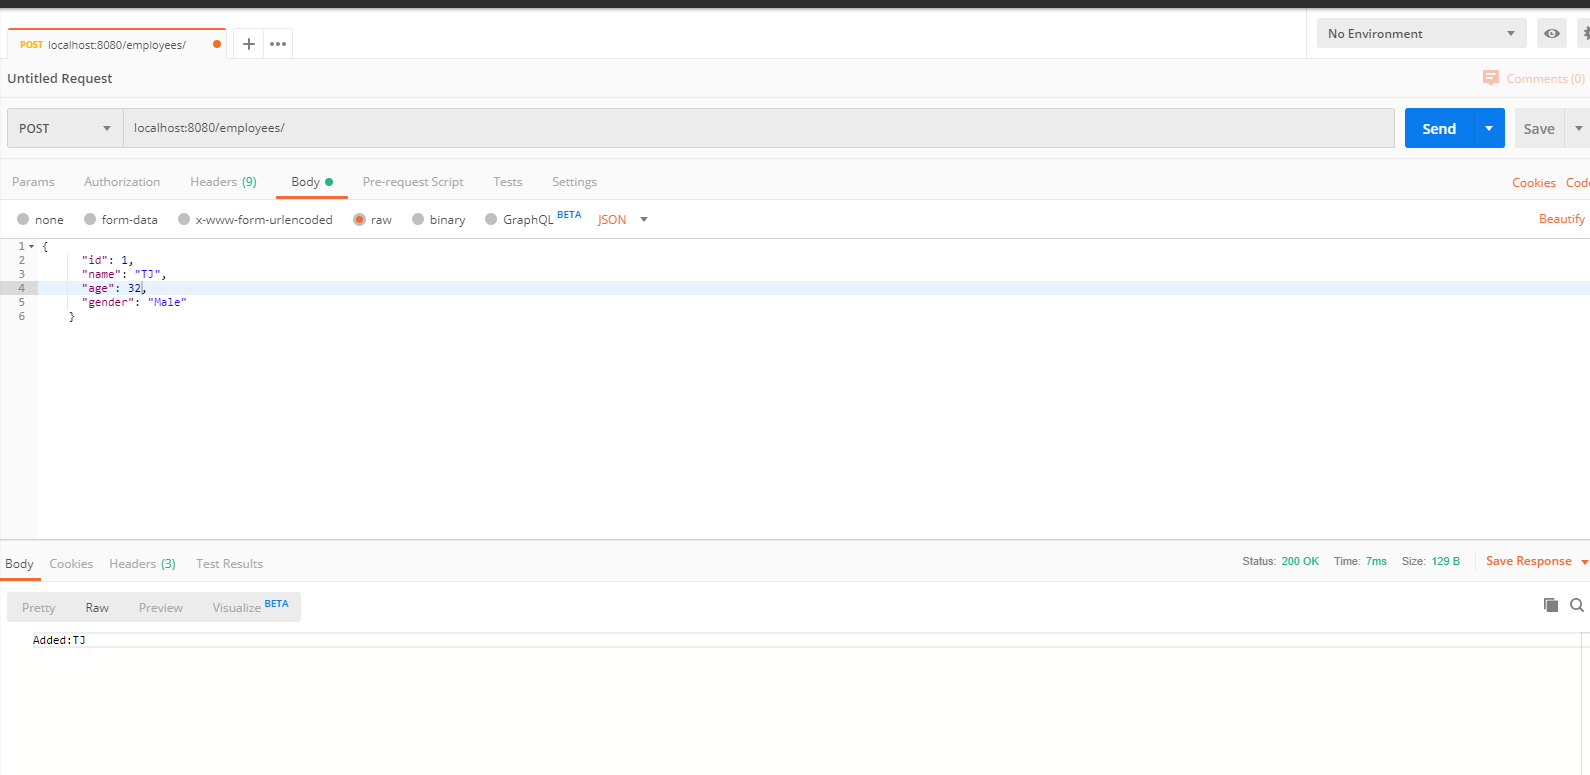 POST localhost:8080/employees/
No Environment
Untitled Request
Comments (0)
POST localhost:8080/employees/ Send Save
Params Authorization Headers (9) Body Pre-request Script Tests Settings Cookies Code
none form-data x-www-form-urlencoded raw binary GraphQL BETA JSON Beautify
1 {
2 "id": 1,
3 "name": "TJ",
4 "age": 32,
5 "gender": "Male"
6 }
Body Cookies Headers (3) Test Results Status: 200 OK Time: 7ms Size: 129 B Save Response
Pretty Raw Preview Visualize BETA
Added:TJ